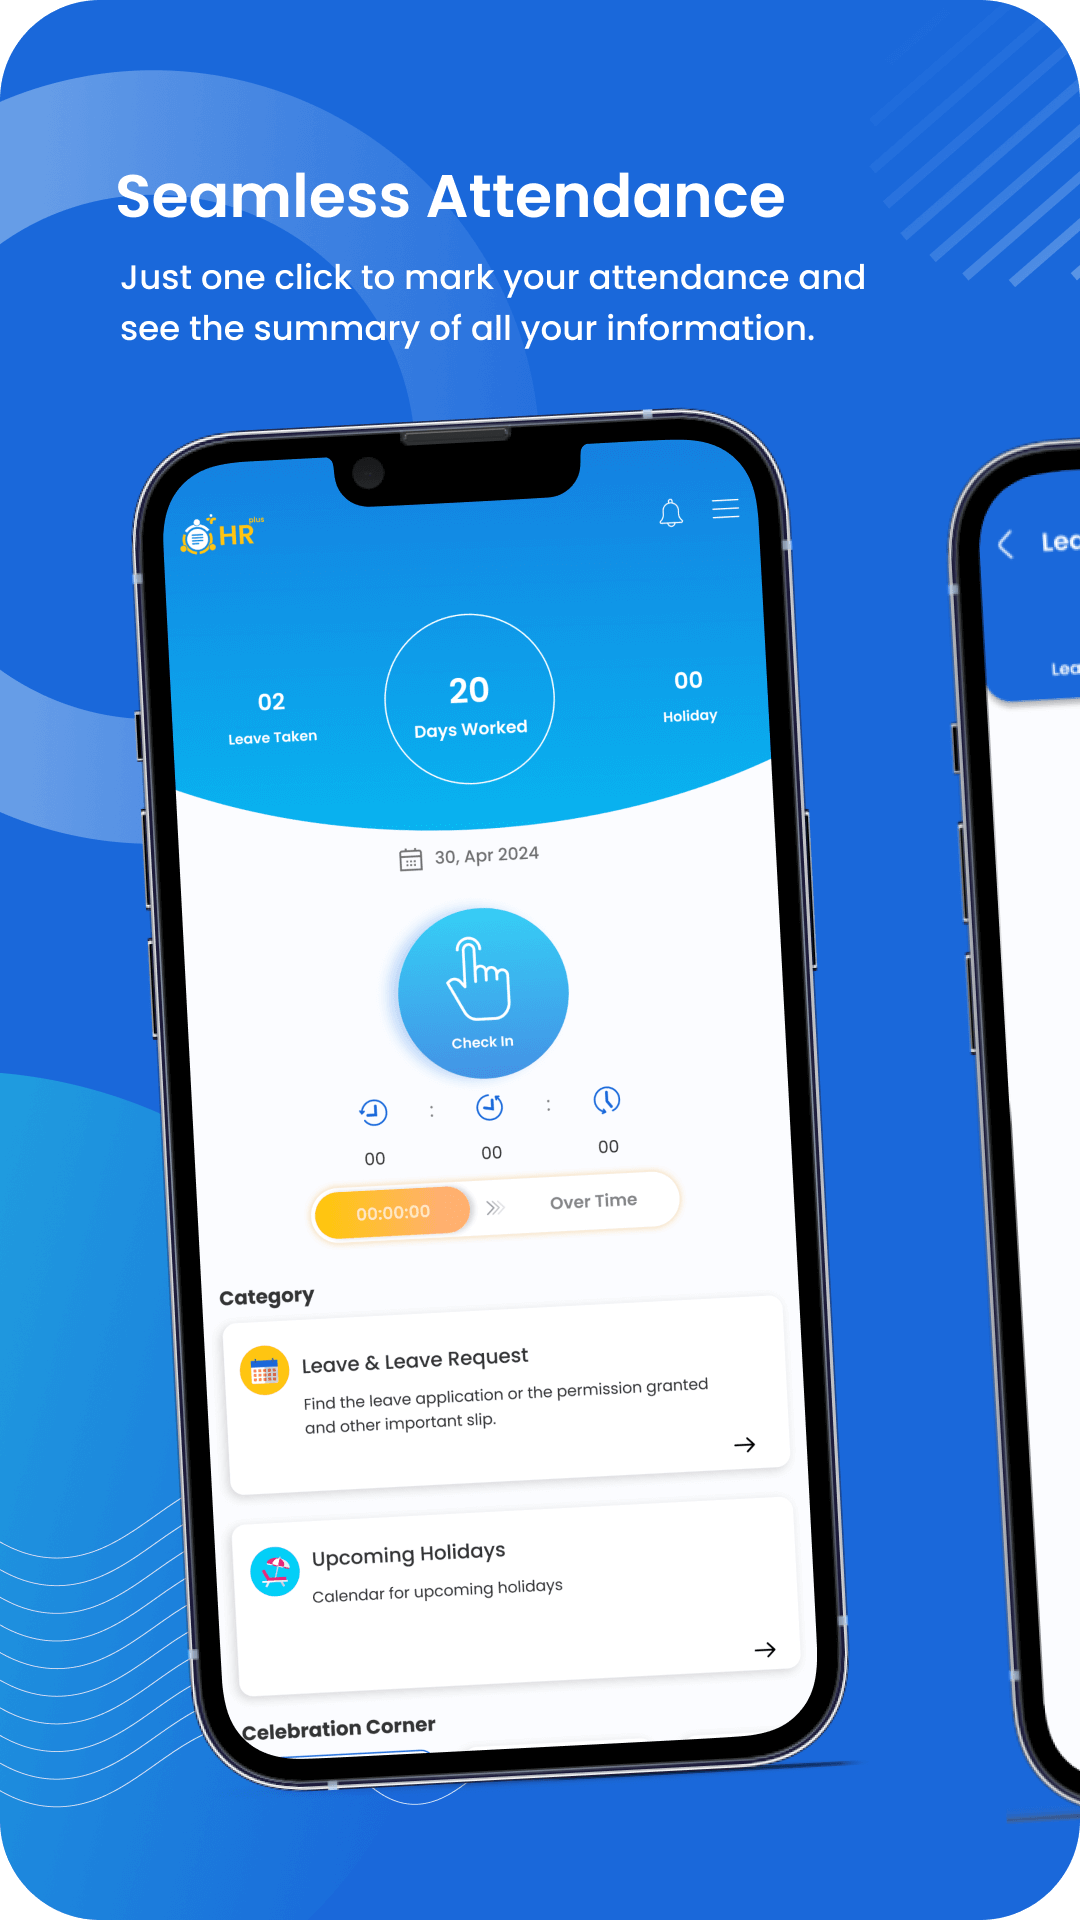 Seamless Attendance
Just one click to mark your attendance and
see the summary of all your information.
HR plus
02
Leave Taken
20
Days Worked
00
Holiday
30, Apr 2024
Check In
: :
00 00 00
00:00:00 Over Time
Category
Leave & Leave Request
Find the leave application or the permission granted
and other important slip.
Upcoming Holidays
Calendar for upcoming holidays
Celebration Corner